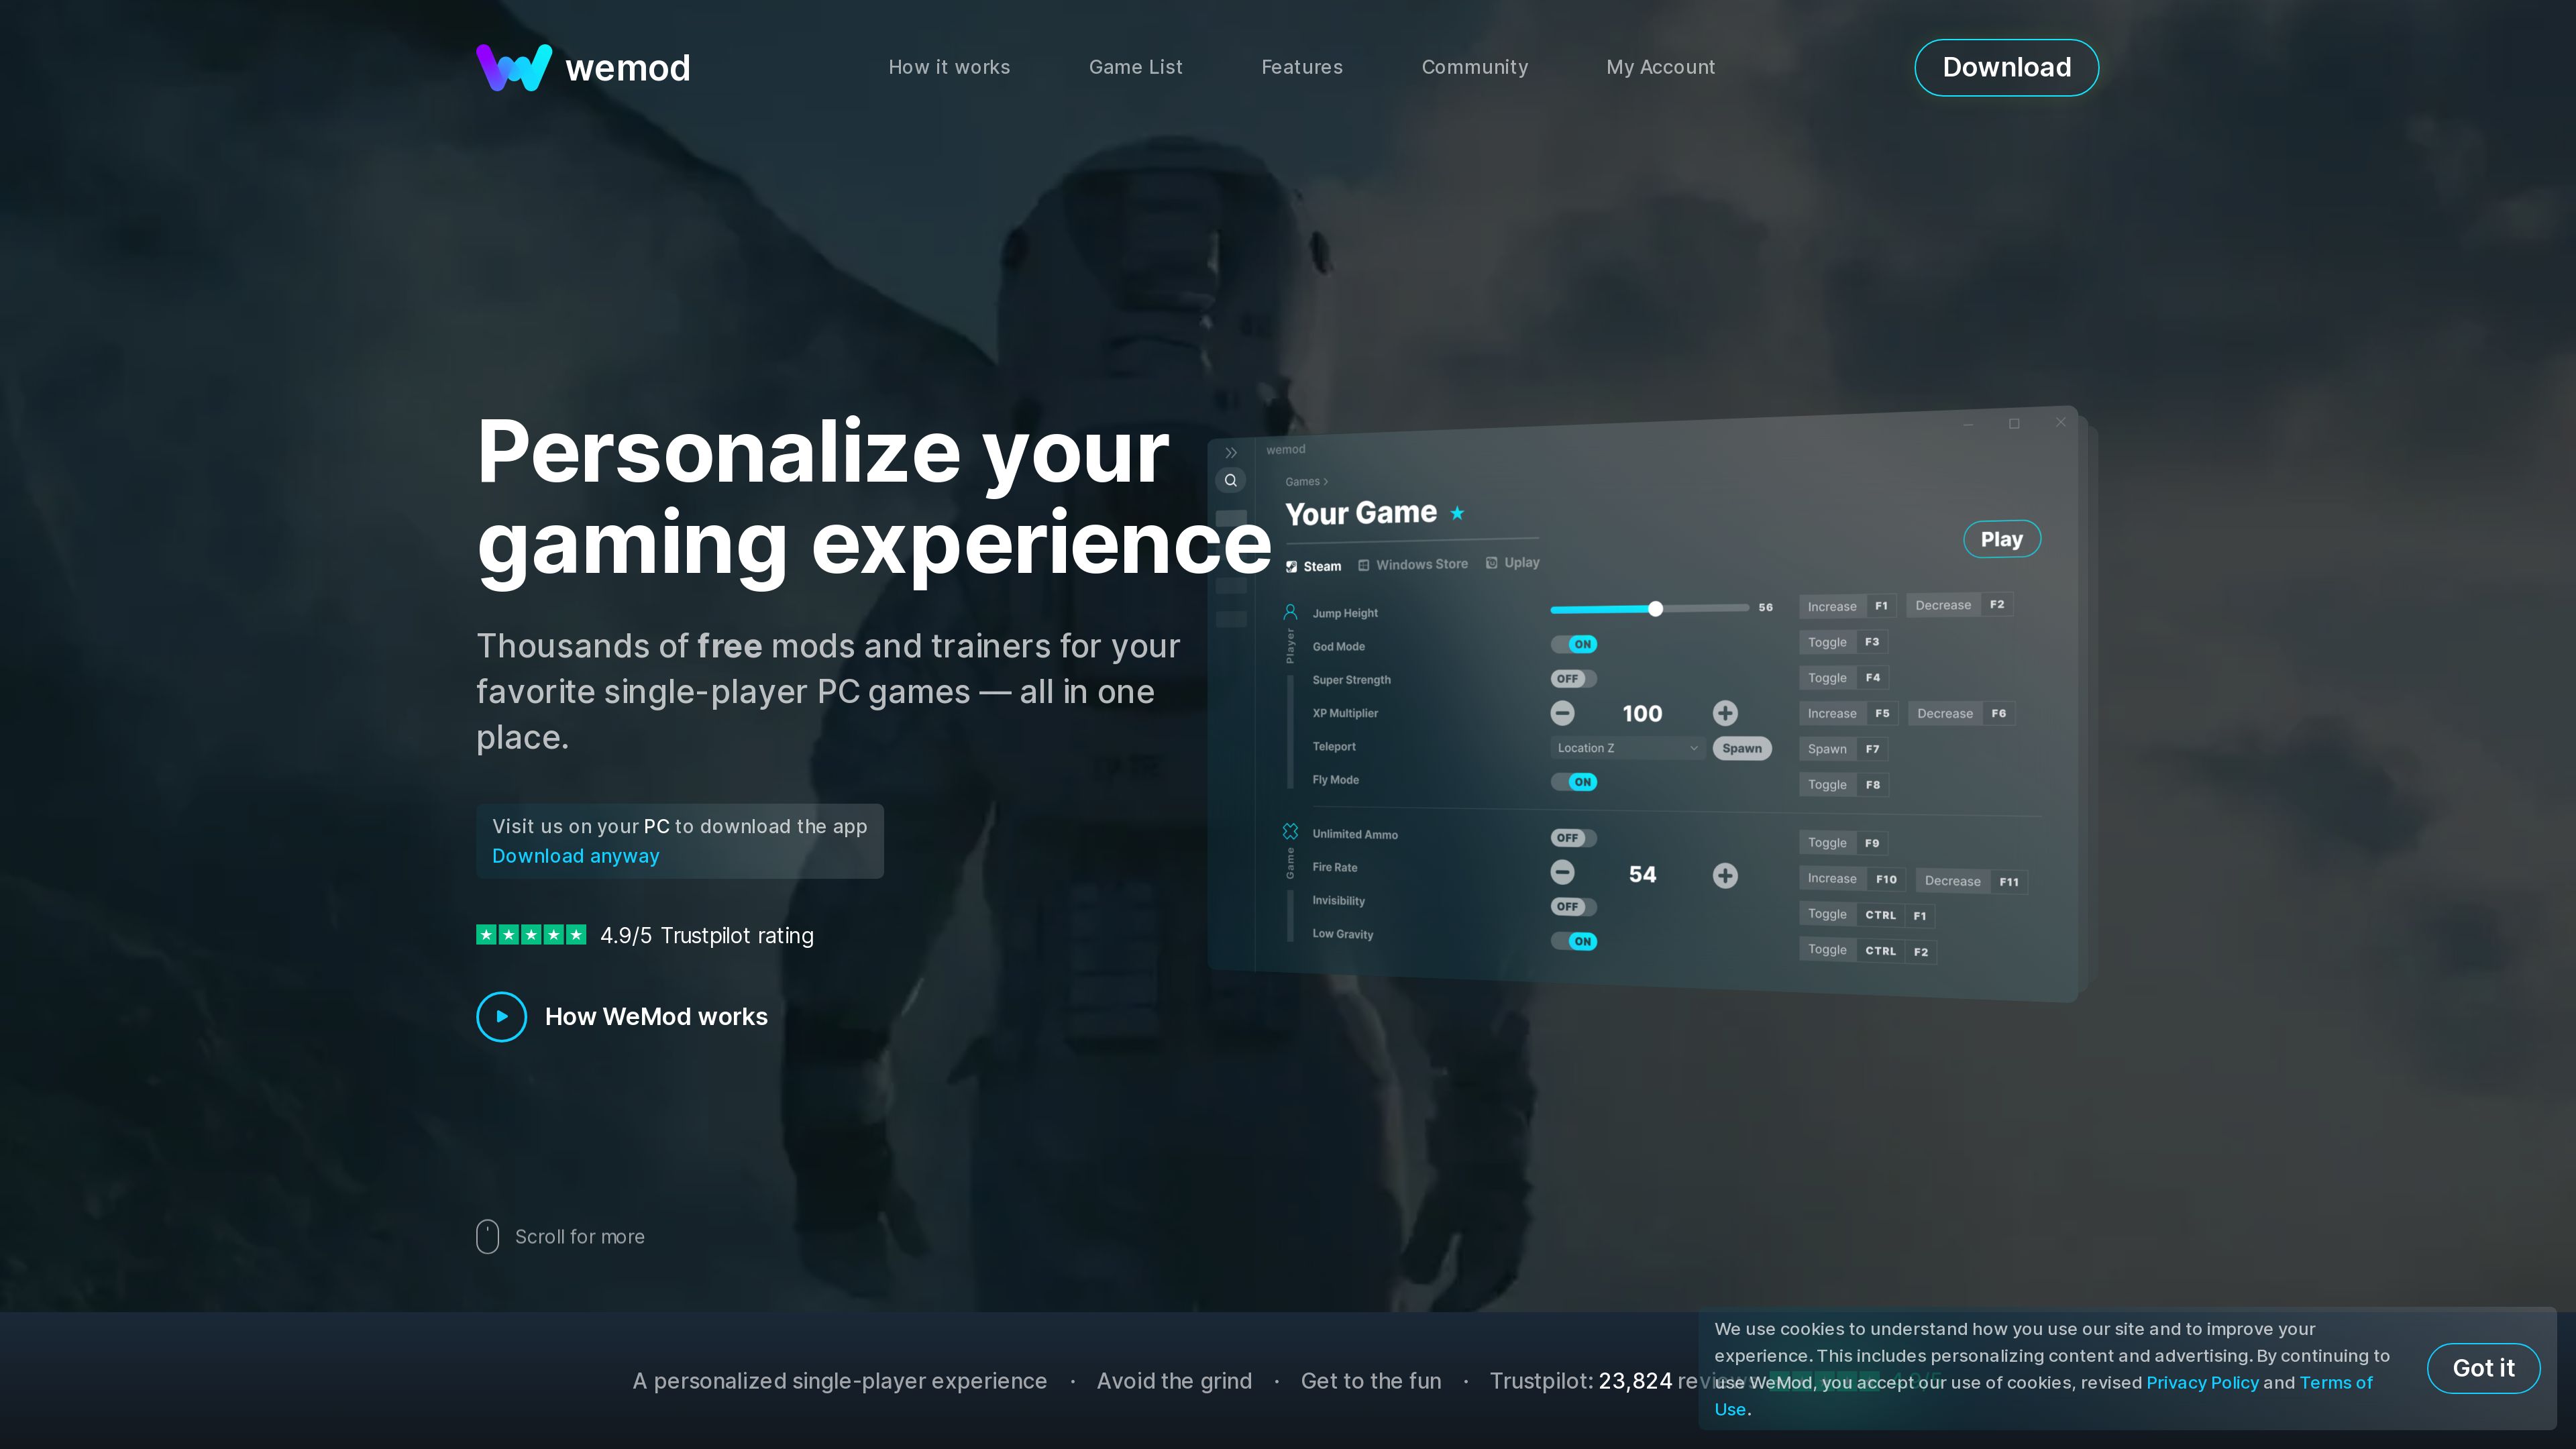 wemod
How it works
Game List
Features
Community
My Account
Download
Personalize your
gaming experience
Thousands of free mods and trainers for your
favorite single-player PC games — all in one
place.
Visit us on your PC to download the app
Download anyway
4.9/5 Trustpilot rating
How WeMod works
Scroll for more
wemod
Games
Your Game
Play
Steam
Windows Store
Uplay
Player
Jump Height
56
Increase F1
Decrease F2
God Mode
ON
Toggle F3
Super Strength
OFF
Toggle F4
XP Multiplier
100
Increase F5
Decrease F6
Teleport
Location Z
Spawn
Spawn F7
Fly Mode
ON
Toggle F8
Game
Unlimited Ammo
OFF
Toggle F9
Fire Rate
54
Increase F10
Decrease F11
Invisibility
OFF
Toggle CTRL F1
Low Gravity
ON
Toggle CTRL F2
A personalized single-player experience · Avoid the grind · Get to the fun · Trustpilot: 23,824 reviews
We use cookies to understand how you use our site and to improve your
experience. This includes personalizing content and advertising. By continuing to
use WeMod, you accept our use of cookies, revised Privacy Policy and Terms of
Use.
Got it